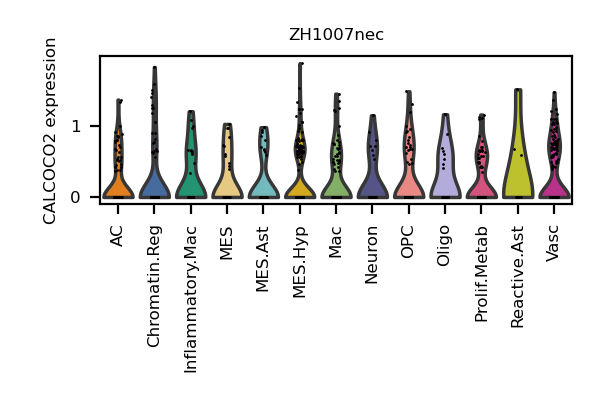 ZH1007nec
CALCOCO2 expression
1
0
AC
Chromatin.Reg
Inflammatory.Mac
MES
MES.Ast
MES.Hyp
Mac
Neuron
OPC
Oligo
Prolif.Metab
Reactive.Ast
Vasc